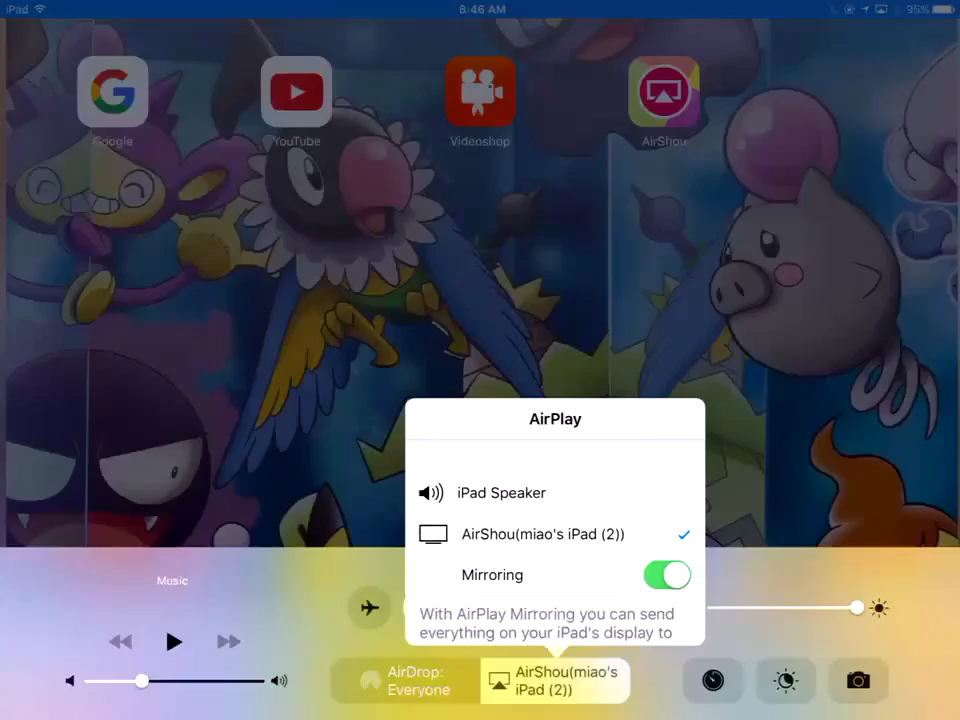 iPad
8:46 AM
95%
Google
YouTube
Videoshop
AirShou
AirPlay
iPad Speaker
AirShou(miao's iPad (2))
Mirroring
With AirPlay Mirroring you can send
everything on your iPad's display to
Music
AirDrop:
Everyone
AirShou(miao's
iPad (2))